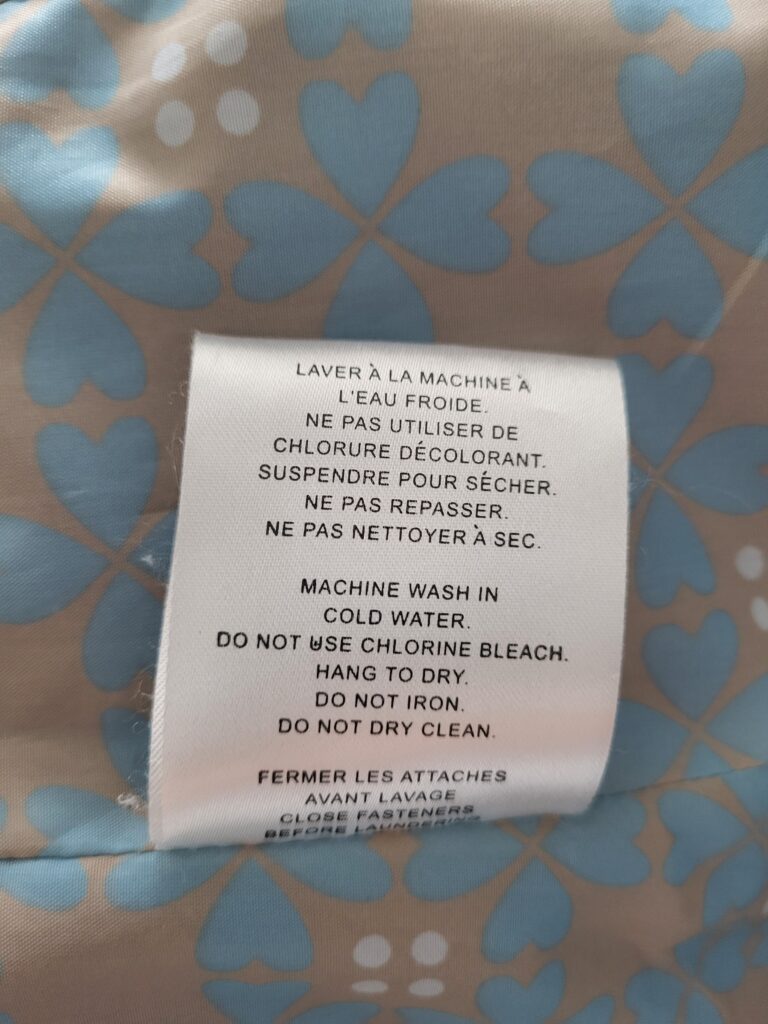 LAVER À LA MACHINE À
L'EAU FROIDE.
NE PAS UTILISER DE
CHLORURE DÉCOLORANT.
SUSPENDRE POUR SÉCHER.
NE PAS REPASSER.
NE PAS NETTOYER À SEC.
MACHINE WASH IN
COLD WATER.
DO NOT USE CHLORINE BLEACH.
HANG TO DRY.
DO NOT IRON.
DO NOT DRY CLEAN.
FERMER LES ATTACHES
AVANT LAVAGE
CLOSE FASTENERS
BEFORE LAUNDERING